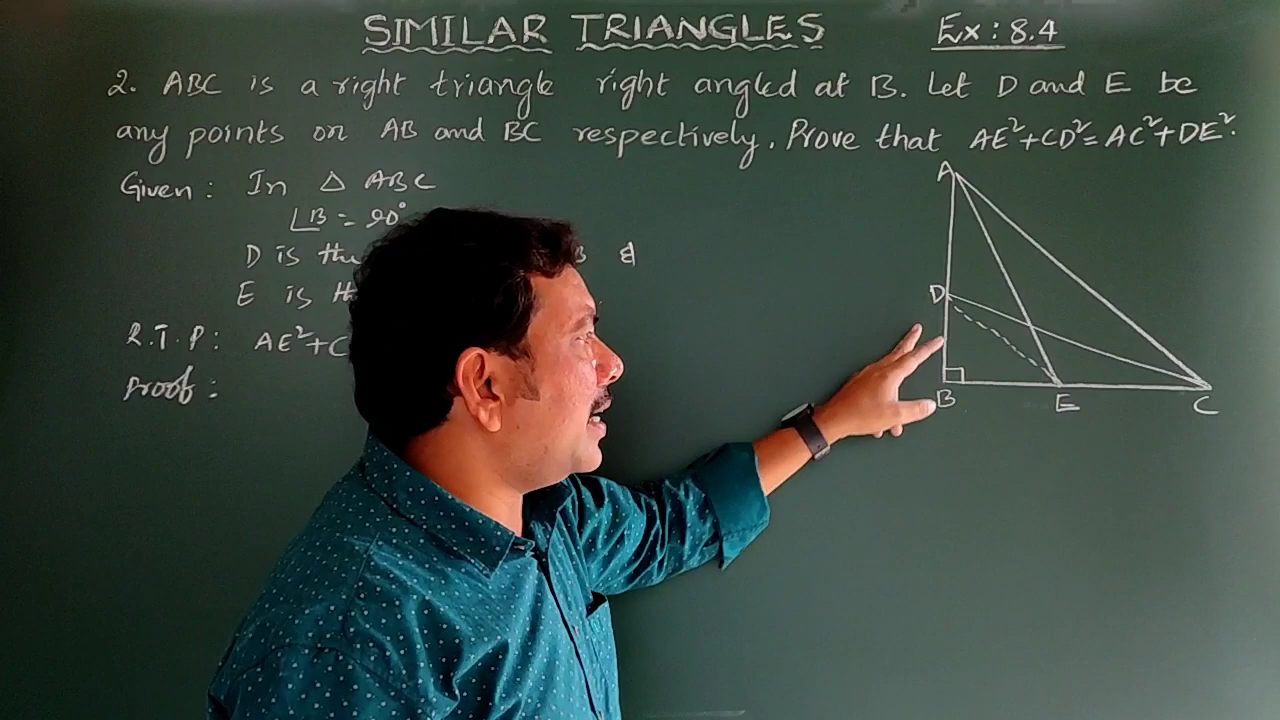 SIMILAR TRIANGLES Ex: 8.4
2. ABC is a right triangle right angled at B. Let D and E be
any points on AB and BC respectively. Prove that AE²+CD²=AC²+DE².
Given: In △ ABC
∠B = 90°
D is the B &
E is
R.T.P: AE²+C
Proof:
A
D
B E C